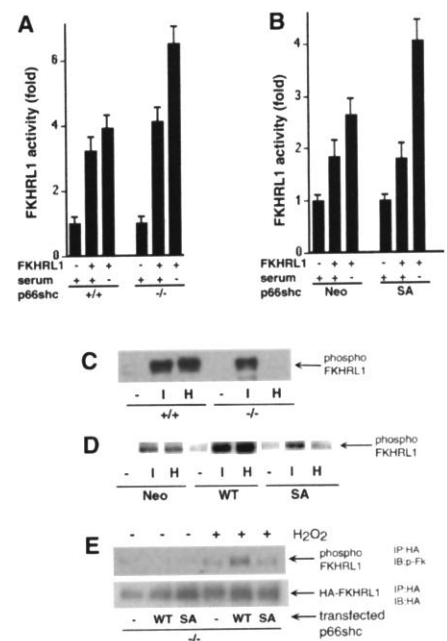 A
B
FKHRL1 activity (fold)
6
4
2
0
FKHRL1 - + + - + +
serum + + - + + -
p66shc +/+ -/-
FKHRL1 activity (fold)
4
3
2
1
0
FKHRL1 - + + - + +
serum + + - + + -
p66shc Neo SA
C
phospho
FKHRL1
- I H - I H
+/+ -/-
D
phospho
FKHRL1
- I H - I H - I H
Neo WT SA
- - - + + + H2O2
E
phospho
FKHRL1
IP:HA
IB:p-Fk
HA-FKHRL1
IP:HA
IB:HA
- WT SA - WT SA
transfected
p66shc
-/-